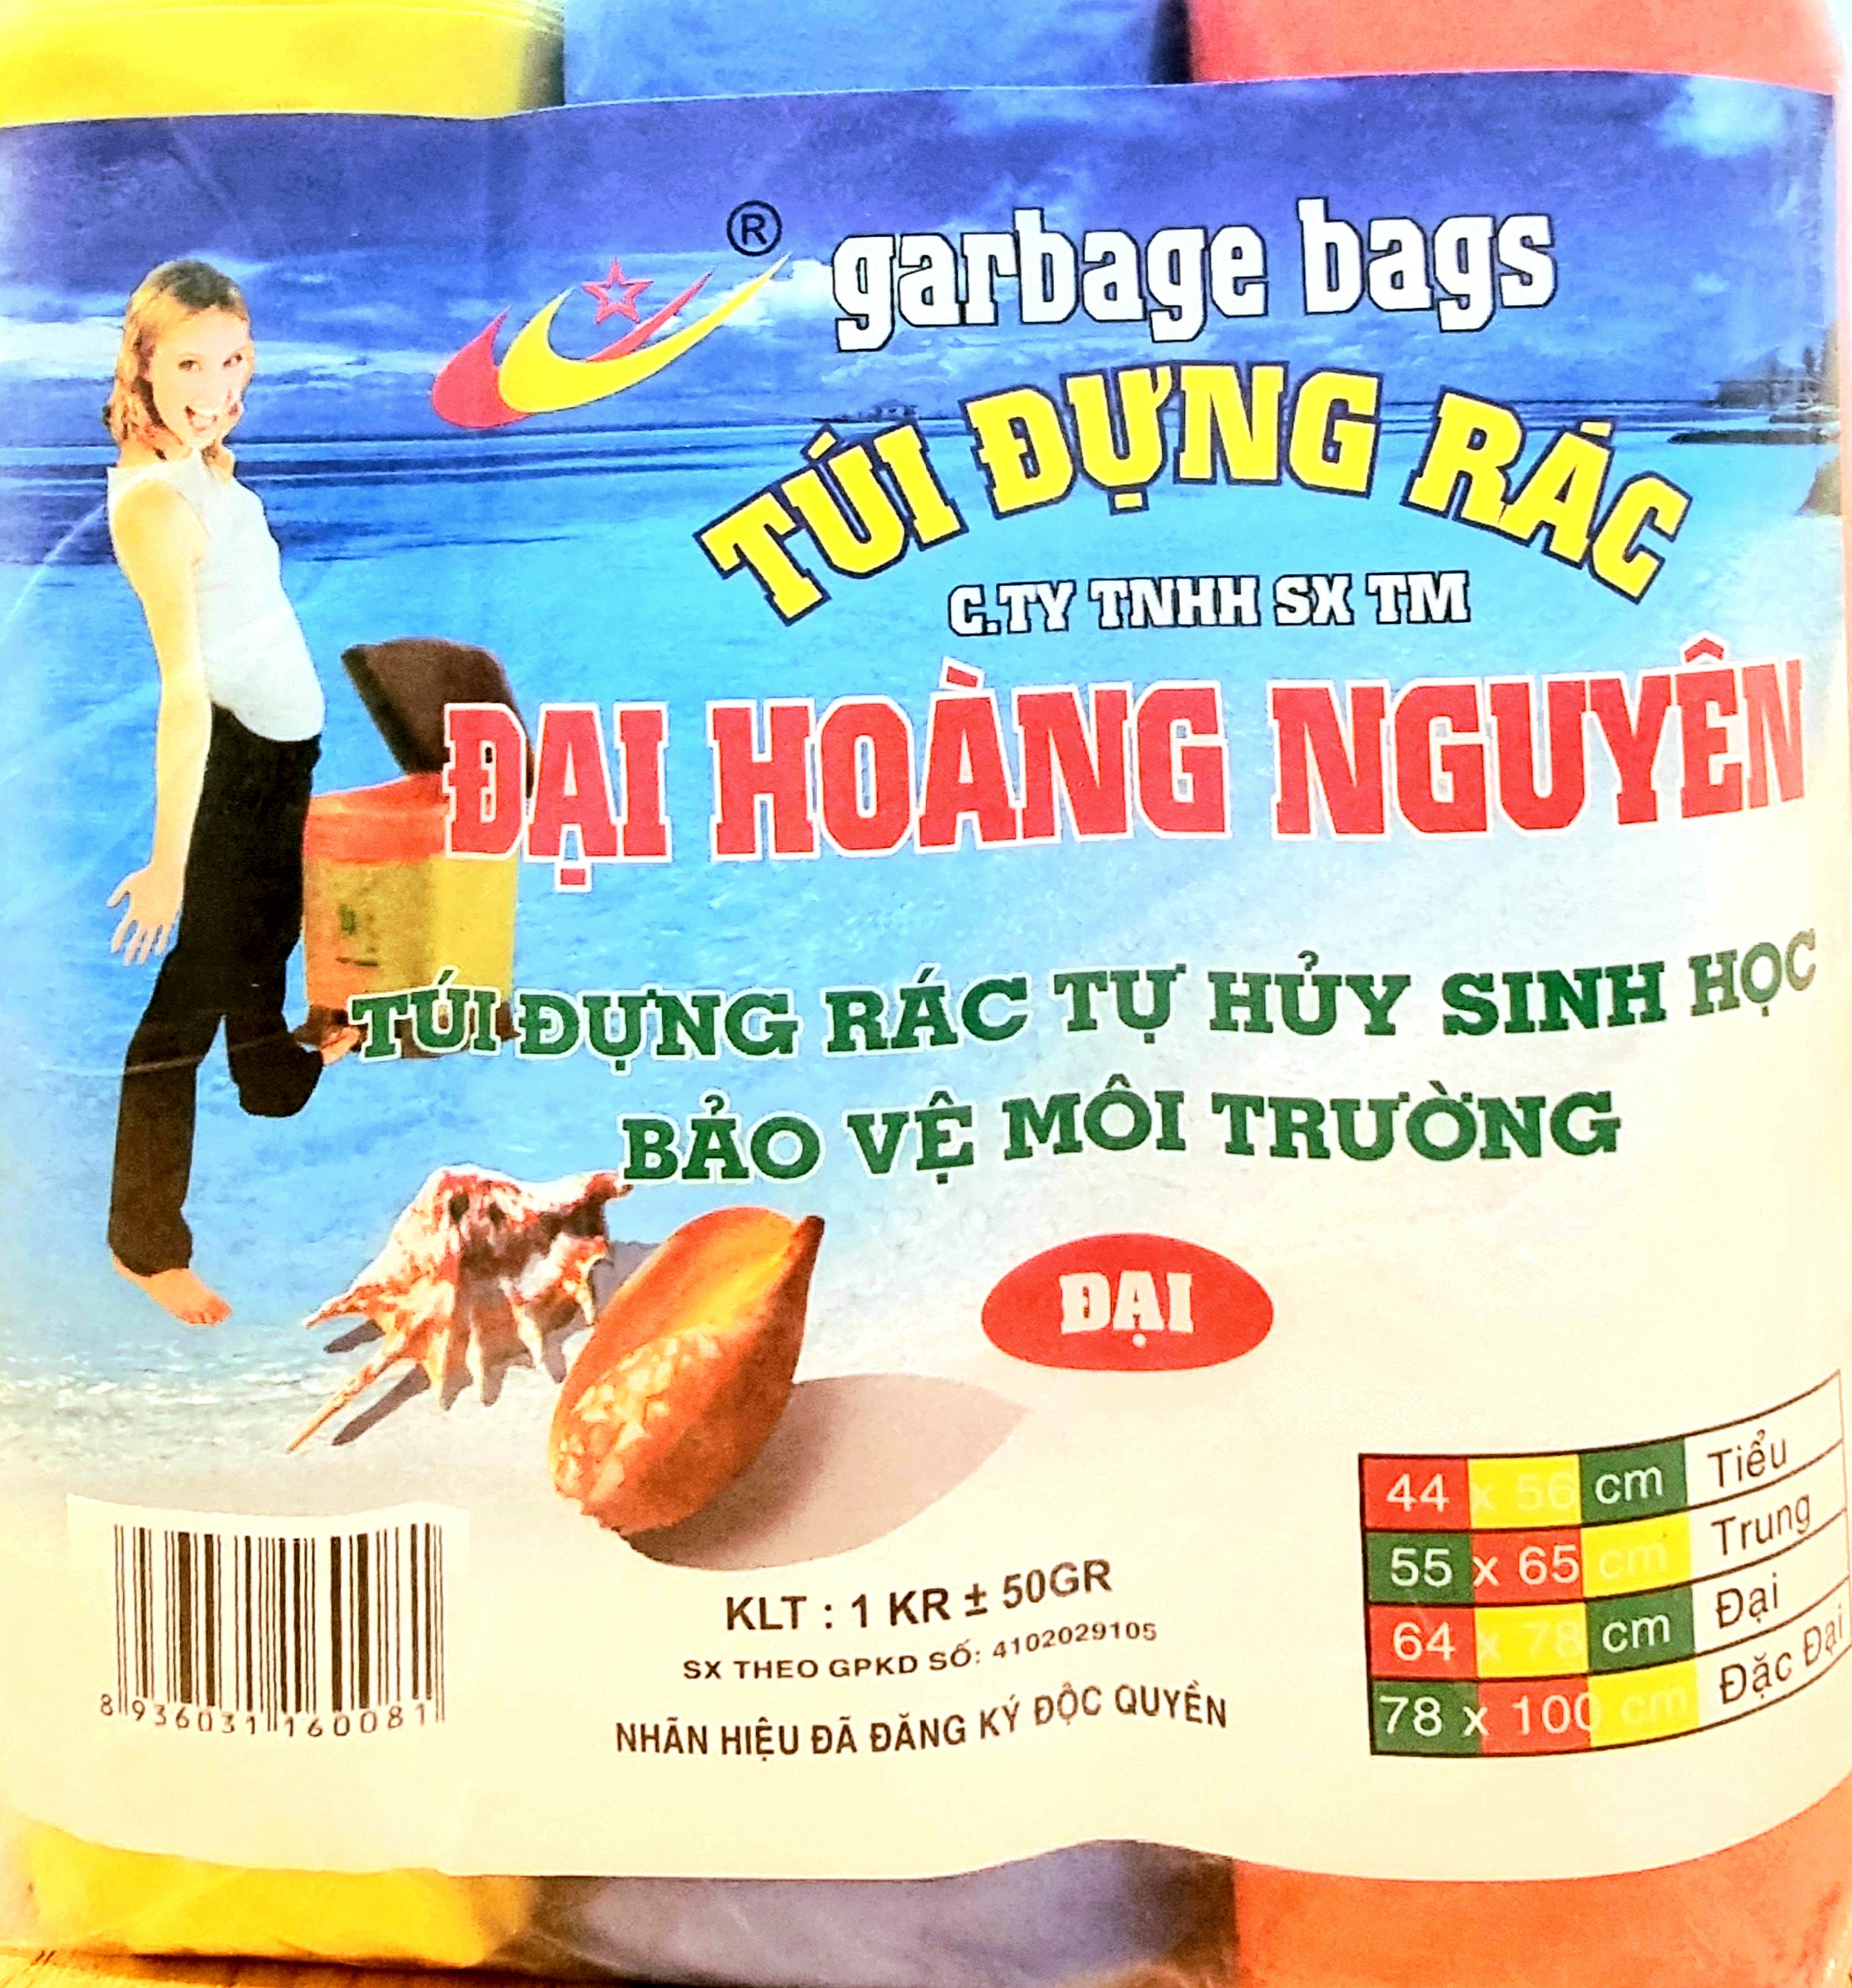 ®
garbage bags
TÚI ĐỰNG RÁC
C.TY TNHH SX TM
ĐẠI HOÀNG NGUYÊN
TÚI ĐỰNG RÁC TỰ HỦY SINH HỌC
BẢO VỆ MÔI TRƯỜNG
ĐẠI
44 x 56 cm Tiểu
55 x 65 cm Trung
64 x 78 cm Đại
78 x 100 cm Đặc Đại
KLT : 1 KR ± 50GR
SX THEO GPKD SỐ: 4102029105
NHÃN HIỆU ĐÃ ĐĂNG KÝ ĐỘC QUYỀN
8 936031 160081